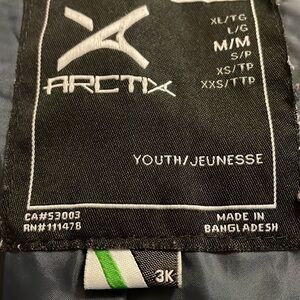 XL/TG
L/G
M/M
S/P
XS/TP
XXS/TTP
ARCTIX
YOUTH/JEUNESSE
CA#53003
RN#111478
MADE IN
BANGLADESH
3K